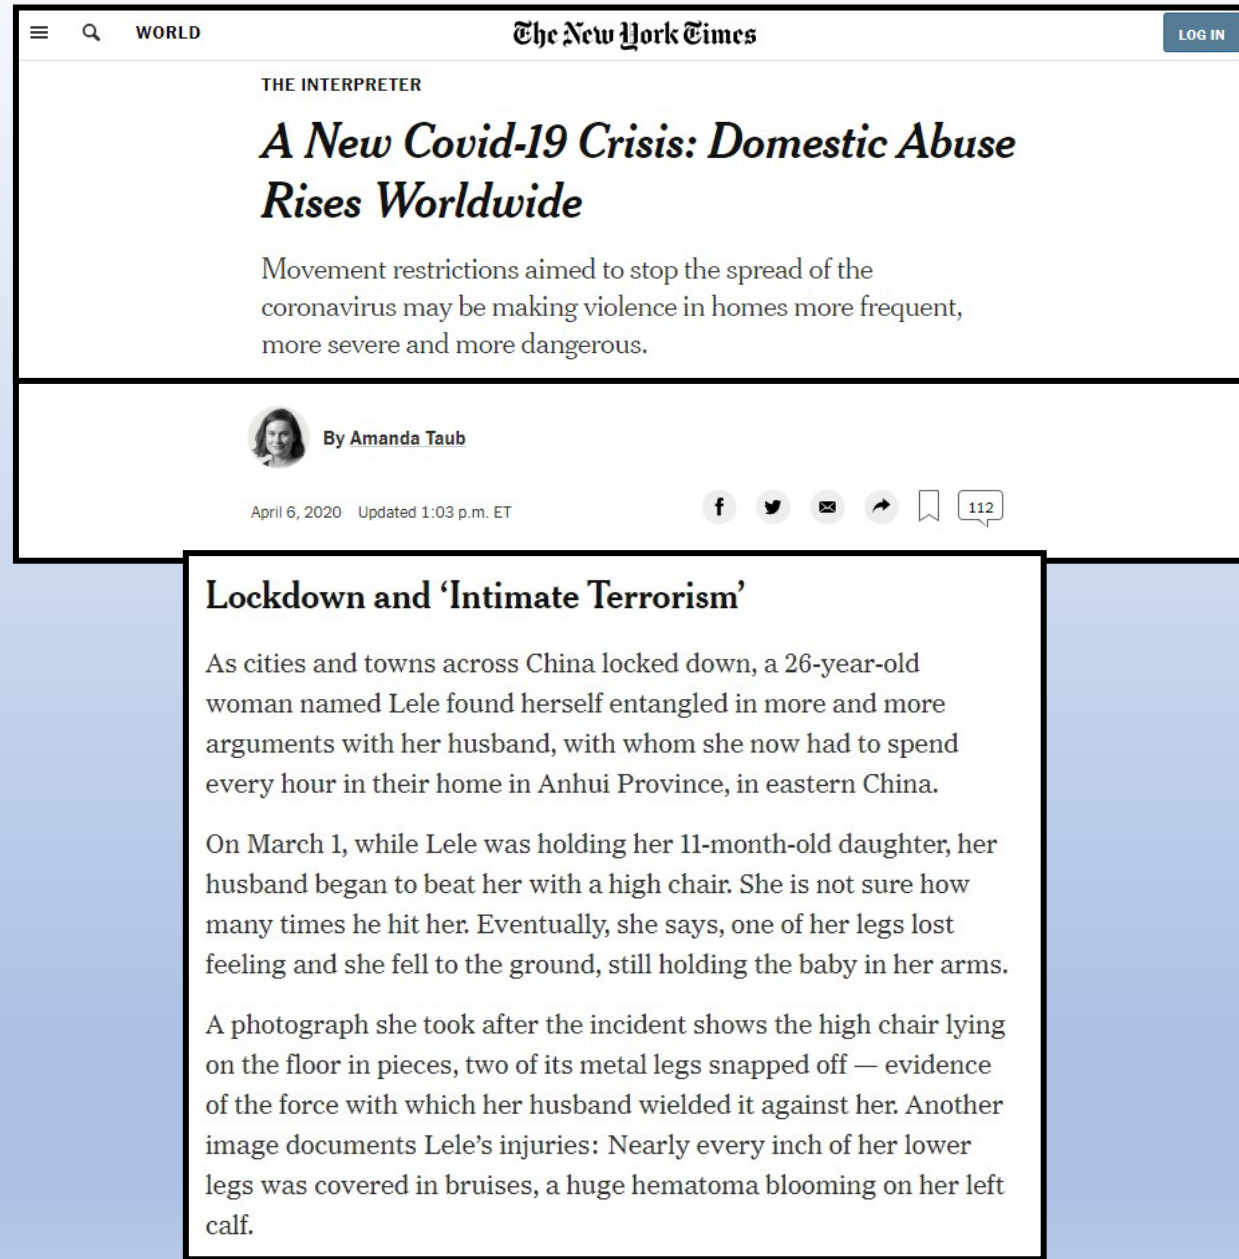 WORLD
The New York Times
LOG IN
THE INTERPRETER
A New Covid-19 Crisis: Domestic Abuse
Rises Worldwide
Movement restrictions aimed to stop the spread of the
coronavirus may be making violence in homes more frequent,
more severe and more dangerous.
By Amanda Taub
April 6, 2020 Updated 1:03 p.m. ET
112
Lockdown and ‘Intimate Terrorism’
As cities and towns across China locked down, a 26-year-old
woman named Lele found herself entangled in more and more
arguments with her husband, with whom she now had to spend
every hour in their home in Anhui Province, in eastern China.
On March 1, while Lele was holding her 11-month-old daughter, her
husband began to beat her with a high chair. She is not sure how
many times he hit her. Eventually, she says, one of her legs lost
feeling and she fell to the ground, still holding the baby in her arms.
A photograph she took after the incident shows the high chair lying
on the floor in pieces, two of its metal legs snapped off — evidence
of the force with which her husband wielded it against her. Another
image documents Lele’s injuries: Nearly every inch of her lower
legs was covered in bruises, a huge hematoma blooming on her left
calf.